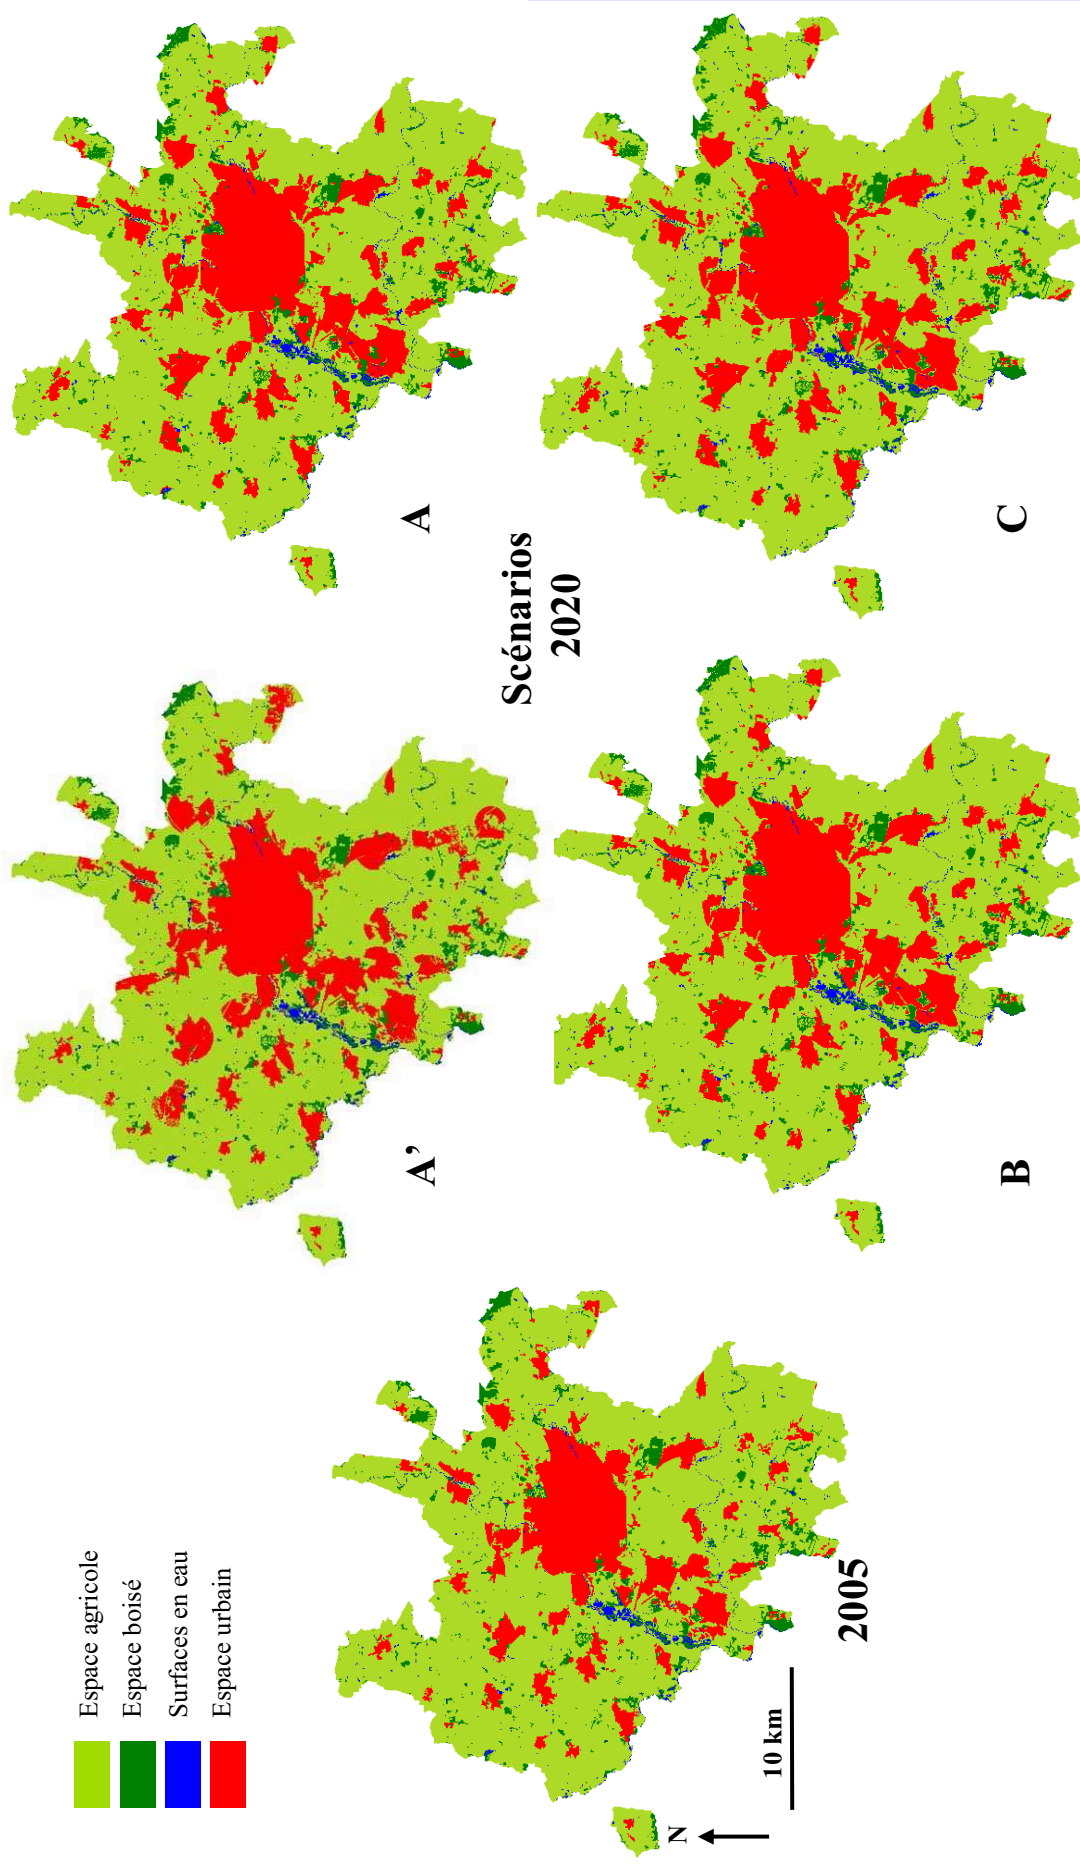 Espace agricole
Espace boisé
Surfaces en eau
Espace urbain
N
10 km
2005
Scénarios
2020
A’
A
B
C